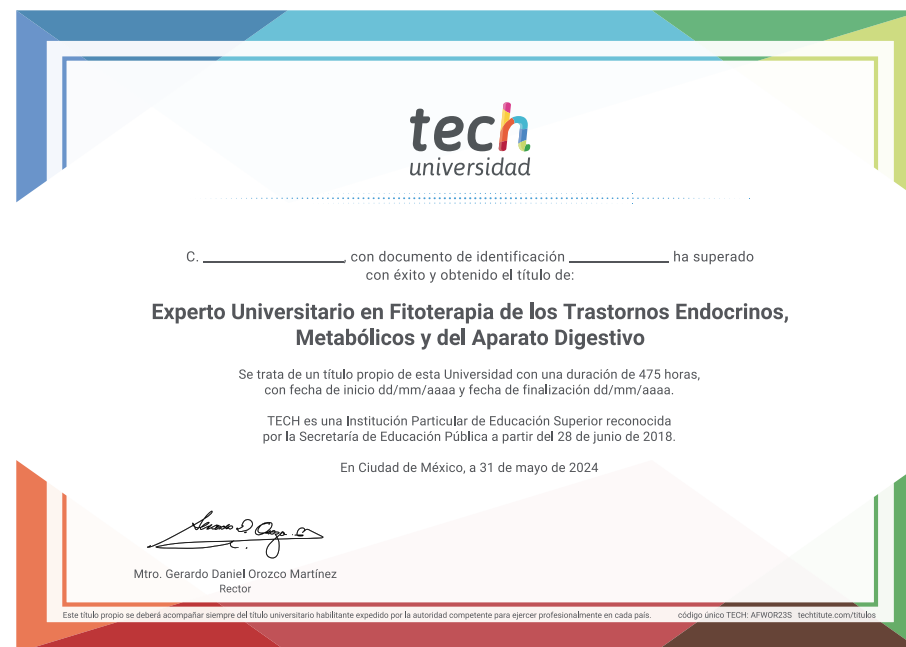 tech
universidad
C. ____________________, con documento de identificación ______________ ha superado
con éxito y obtenido el título de:
Experto Universitario en Fitoterapia de los Trastornos Endocrinos,
Metabólicos y del Aparato Digestivo
Se trata de un título propio de esta Universidad con una duración de 475 horas,
con fecha de inicio dd/mm/aaaa y fecha de finalización dd/mm/aaaa.
TECH es una Institución Particular de Educación Superior reconocida
por la Secretaría de Educación Pública a partir del 28 de junio de 2018.
En Ciudad de México, a 31 de mayo de 2024
Mtro. Gerardo Daniel Orozco Martínez
Rector
Este título propio se deberá acompañar siempre del título universitario habilitante expedido por la autoridad competente para ejercer profesionalmente en cada país. código único TECH: AFWOR23S techtitute.com/titulos